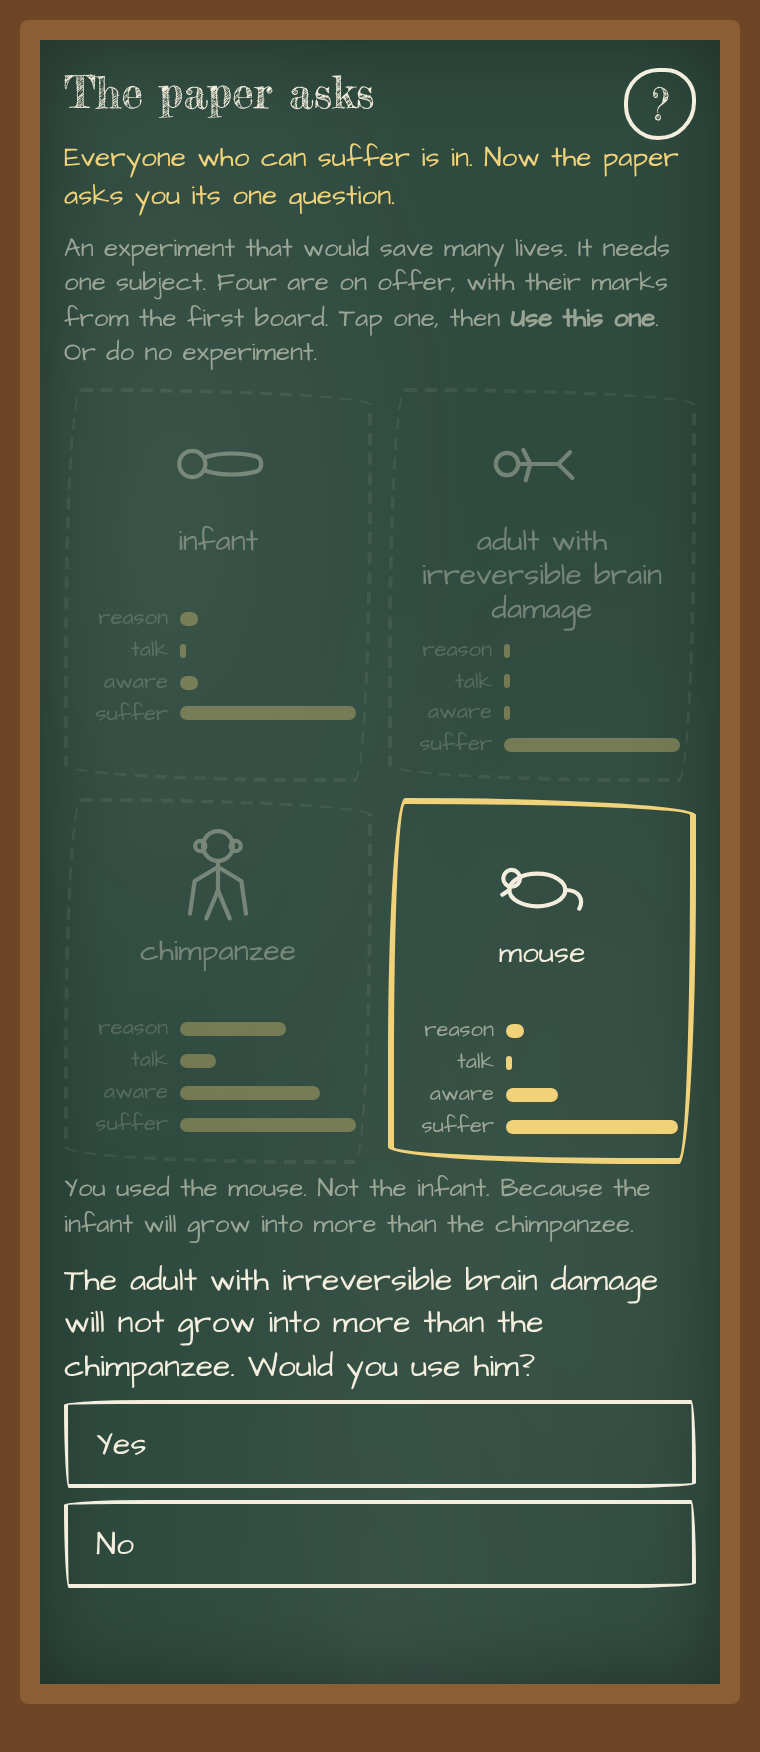 The paper asks
?
Everyone who can suffer is in. Now the paper
asks you its one question.
An experiment that would save many lives. It needs
one subject. Four are on offer, with their marks
from the first board. Tap one, then Use this one.
Or do no experiment.
infant
reason
talk
aware
suffer
adult with
irreversible brain
damage
reason
talk
aware
suffer
chimpanzee
reason
talk
aware
suffer
mouse
reason
talk
aware
suffer
You used the mouse. Not the infant. Because the
infant will grow into more than the chimpanzee.
The adult with irreversible brain damage
will not grow into more than the
chimpanzee. Would you use him?
Yes
No